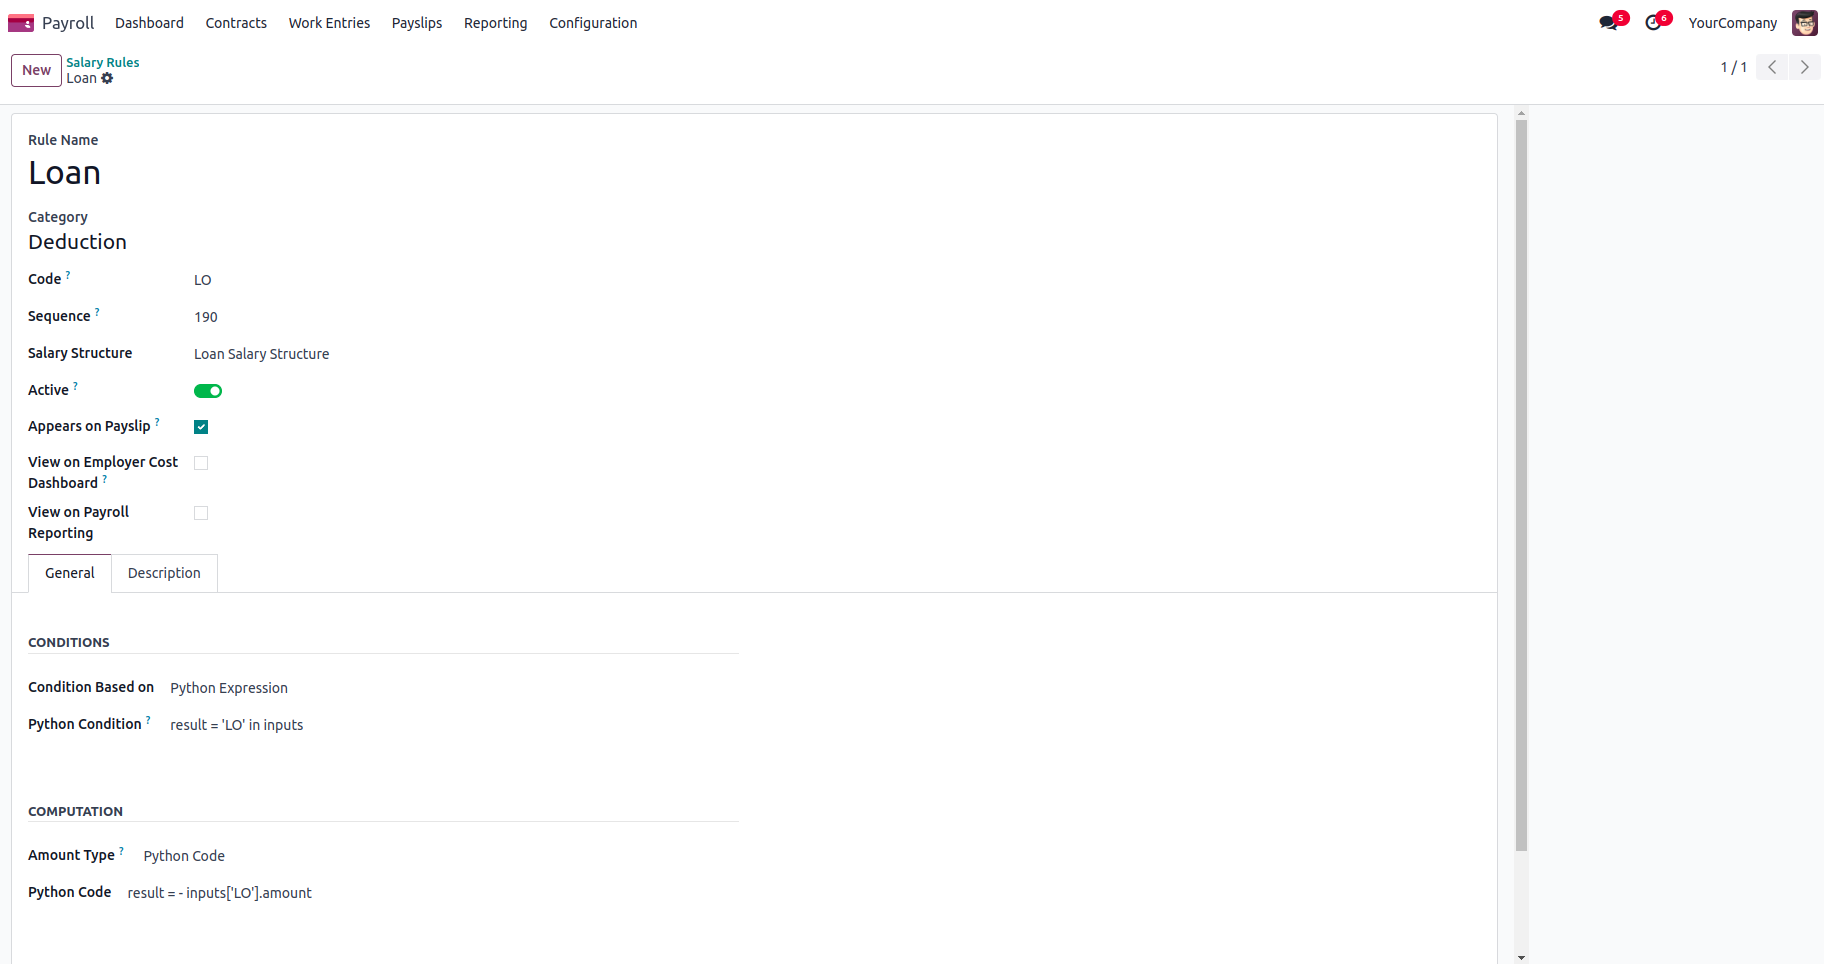 Payroll Dashboard Contracts Work Entries Payslips Reporting Configuration 5 6 YourCompany
New Salary Rules
Loan
1 / 1
Rule Name
Loan
Category
Deduction
Code ? LO
Sequence ? 190
Salary Structure Loan Salary Structure
Active ?
Appears on Payslip ?
View on Employer Cost
Dashboard ?
View on Payroll
Reporting
General Description
CONDITIONS
Condition Based on Python Expression
Python Condition ? result = 'LO' in inputs
COMPUTATION
Amount Type ? Python Code
Python Code result = - inputs['LO'].amount